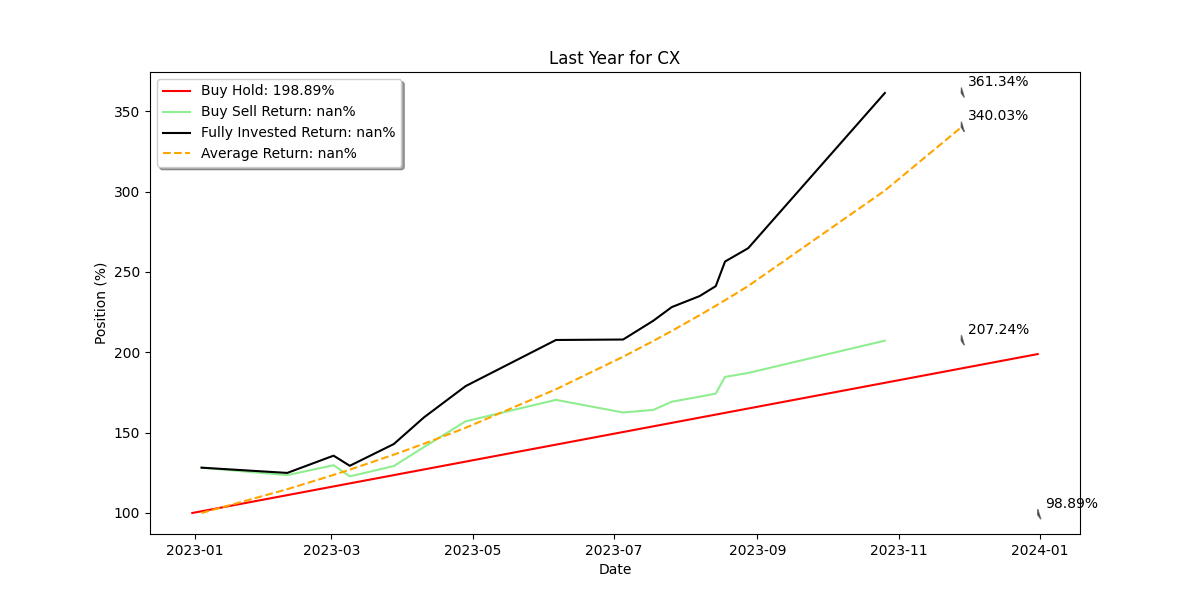 Last Year for CX
Buy Hold: 198.89%
Buy Sell Return: nan%
Fully Invested Return: nan%
Average Return: nan%
361.34%
340.03%
207.24%
98.89%
Position (%)
350
300
250
200
150
100
2023-01
2023-03
2023-05
2023-07
2023-09
2023-11
2024-01
Date